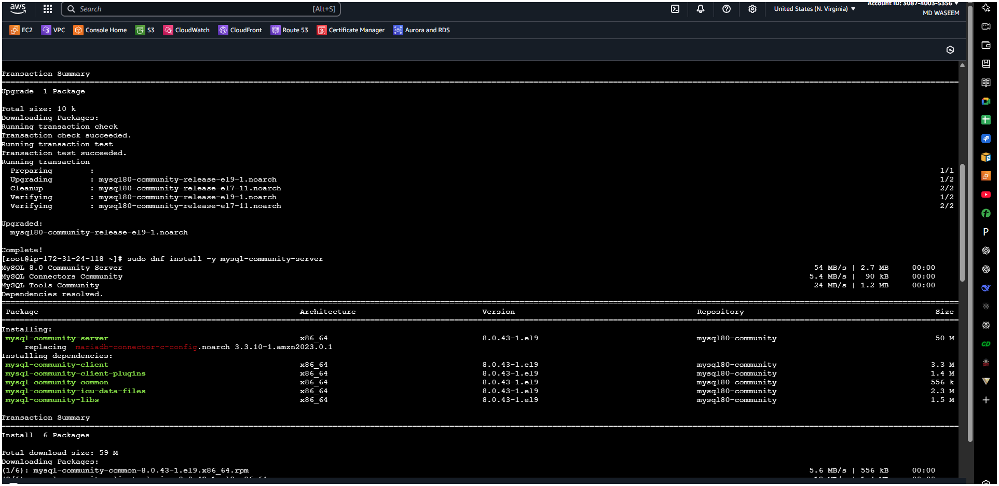 aws
Search [Alt+S]
United States (N. Virginia) ▼
Account ID: 3087-4003-5356 ▼
MD WASEEM
EC2 VPC Console Home S3 CloudWatch CloudFront Route 53 Certificate Manager Aurora and RDS
Transaction Summary
Upgrade  1 Package
Total size: 10 k
Downloading Packages:
Running transaction check
Transaction check succeeded.
Running transaction test
Transaction test succeeded.
Running transaction
Preparing : 1/1
Upgrading : mysql80-community-release-el9-1.noarch 1/2
Cleanup : mysql80-community-release-el7-11.noarch 2/2
Verifying : mysql80-community-release-el9-1.noarch 1/2
Verifying : mysql80-community-release-el7-11.noarch 2/2
Upgraded:
mysql80-community-release-el9-1.noarch
Complete!
[root@ip-172-31-24-118 ~]# sudo dnf install -y mysql-community-server
MySQL 8.0 Community Server 54 MB/s | 2.7 MB 00:00
MySQL Connectors Community 5.4 MB/s | 90 kB 00:00
MySQL Tools Community 24 MB/s | 1.2 MB 00:00
Dependencies resolved.
Package Architecture Version Repository Size
Installing:
mysql-community-server x86_64 8.0.43-1.el9 mysql80-community 50 M
replacing mariadb-connector-c-config.noarch 3.3.10-1.amzn2023.0.1
Installing dependencies:
mysql-community-client x86_64 8.0.43-1.el9 mysql80-community 3.3 M
mysql-community-client-plugins x86_64 8.0.43-1.el9 mysql80-community 1.4 M
mysql-community-common x86_64 8.0.43-1.el9 mysql80-community 556 k
mysql-community-icu-data-files x86_64 8.0.43-1.el9 mysql80-community 2.3 M
mysql-community-libs x86_64 8.0.43-1.el9 mysql80-community 1.5 M
Transaction Summary
Install  6 Packages
Total download size: 59 M
Downloading Packages:
(1/6): mysql-community-common-8.0.43-1.el9.x86_64.rpm 5.6 MB/s | 556 kB 00:00
P
CD